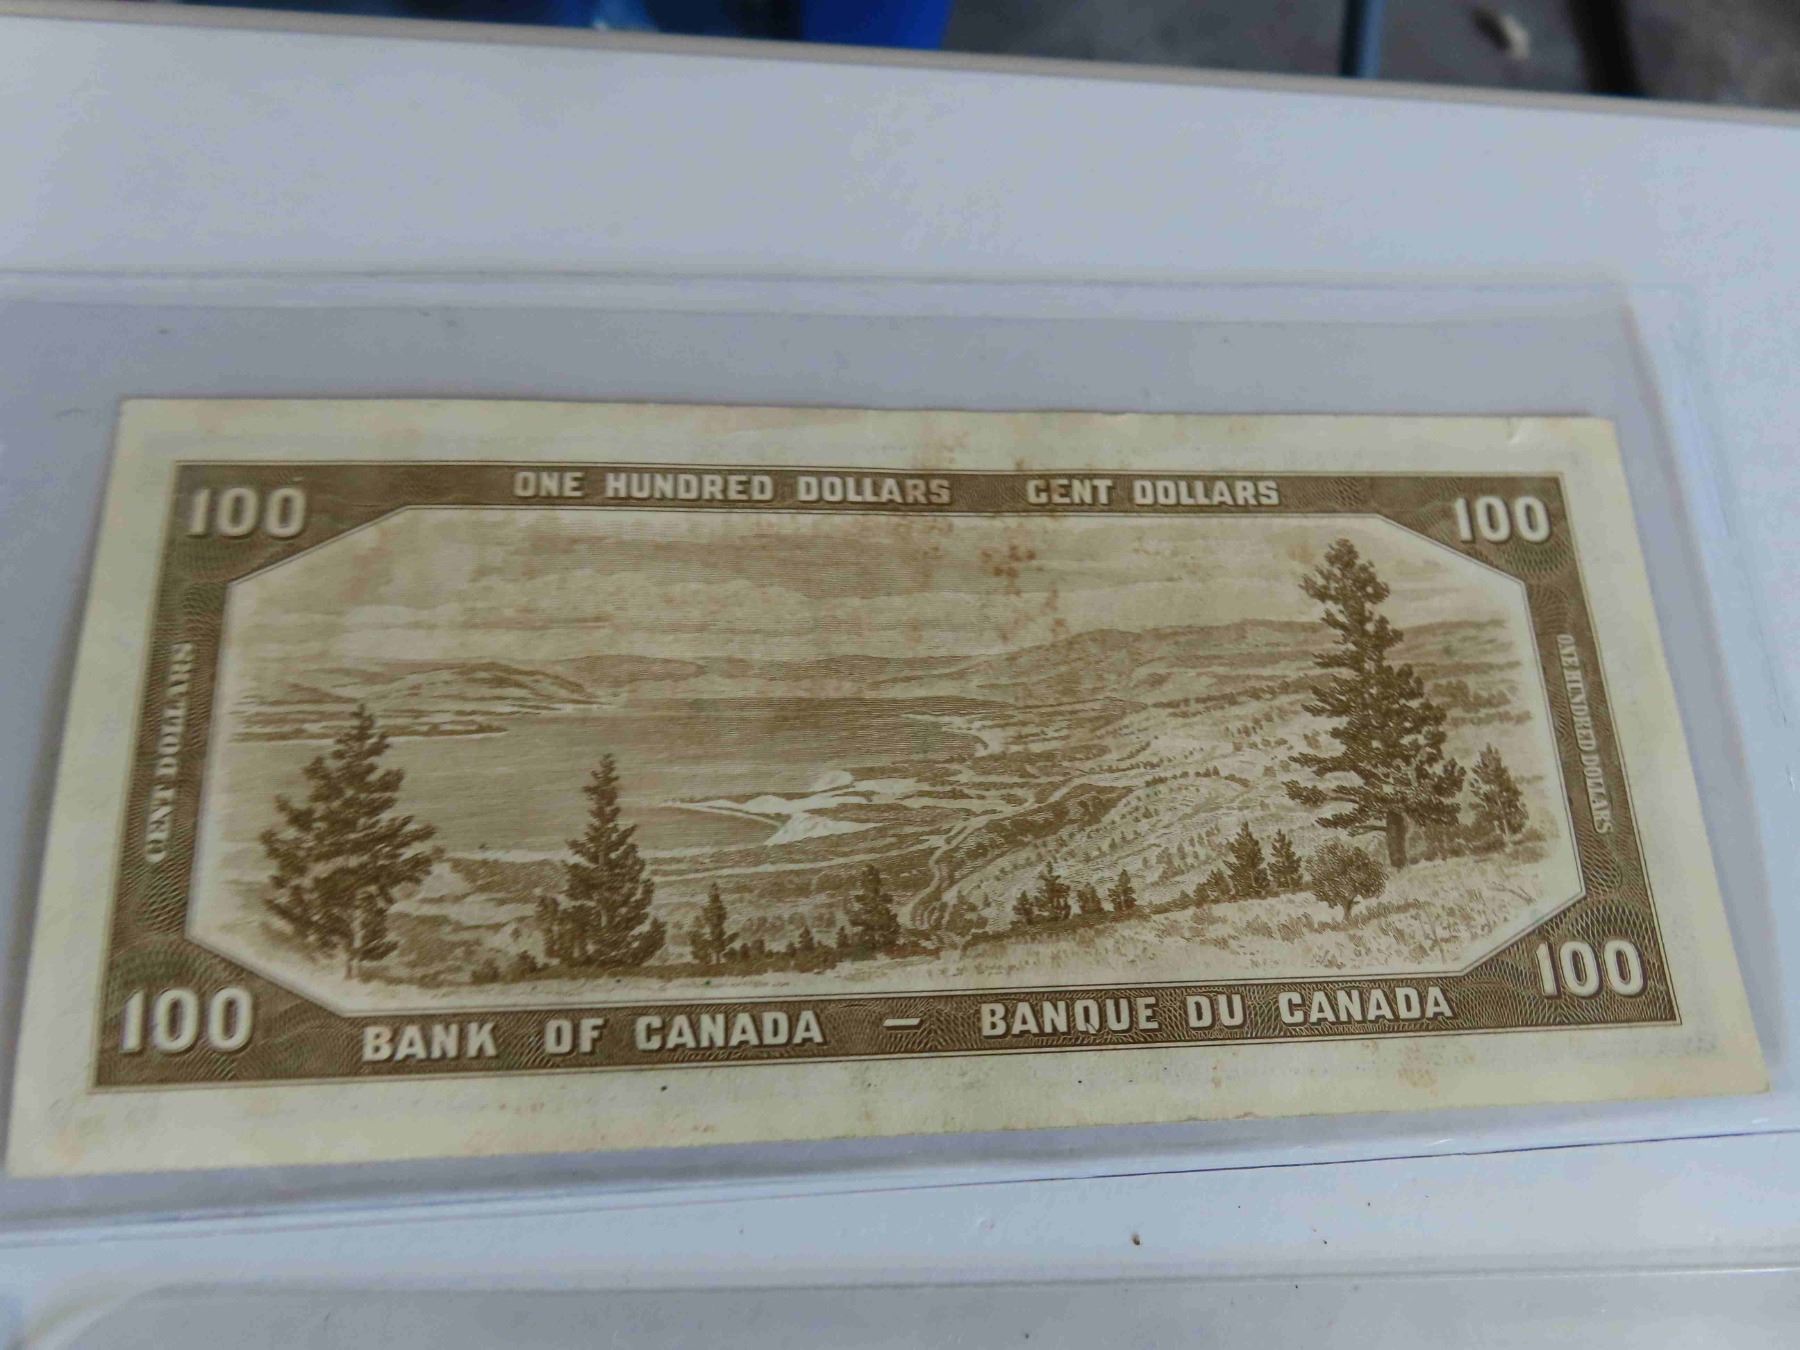 100 ONE HUNDRED DOLLARS CENT DOLLARS 100
CENT DOLLARS
ONE HUNDRED DOLLARS
100 BANK OF CANADA — BANQUE DU CANADA 100